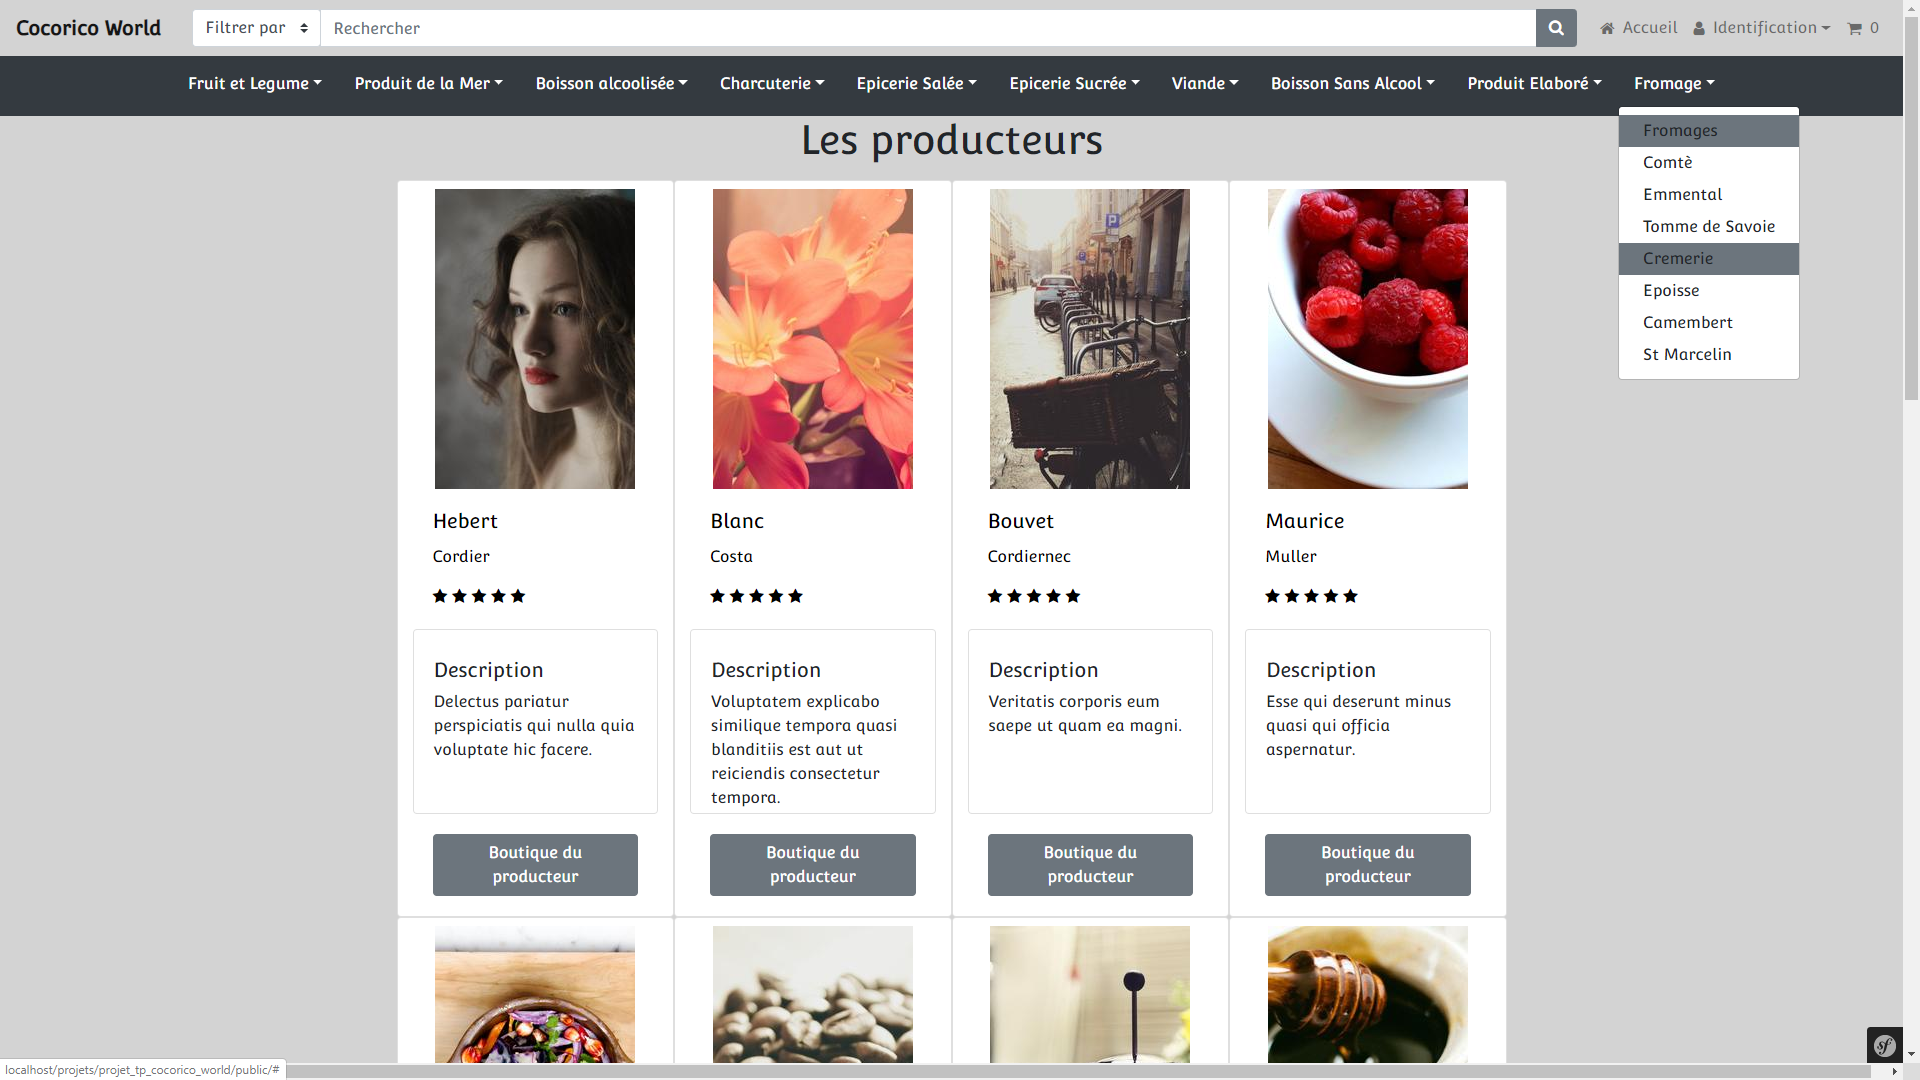 Cocorico World
Filtrer par
Rechercher
Accueil
Identification
0
Fruit et Legume
Produit de la Mer
Boisson alcoolisée
Charcuterie
Epicerie Salée
Epicerie Sucrée
Viande
Boisson Sans Alcool
Produit Elaboré
Fromage
Fromages
Comtè
Emmental
Tomme de Savoie
Cremerie
Epoisse
Camembert
St Marcelin
Les producteurs
P
Hebert
Cordier
Description
Delectus pariatur
perspiciatis qui nulla quia
voluptate hic facere.
Boutique du
producteur
Blanc
Costa
Description
Voluptatem explicabo
similique tempora quasi
blanditiis est aut ut
reiciendis consectetur
tempora.
Boutique du
producteur
Bouvet
Cordiernec
Description
Veritatis corporis eum
saepe ut quam ea magni.
Boutique du
producteur
Maurice
Muller
Description
Esse qui deserunt minus
quasi qui officia
aspernatur.
Boutique du
producteur
localhost/projets/projet_tp_cocorico_world/public/#
sf